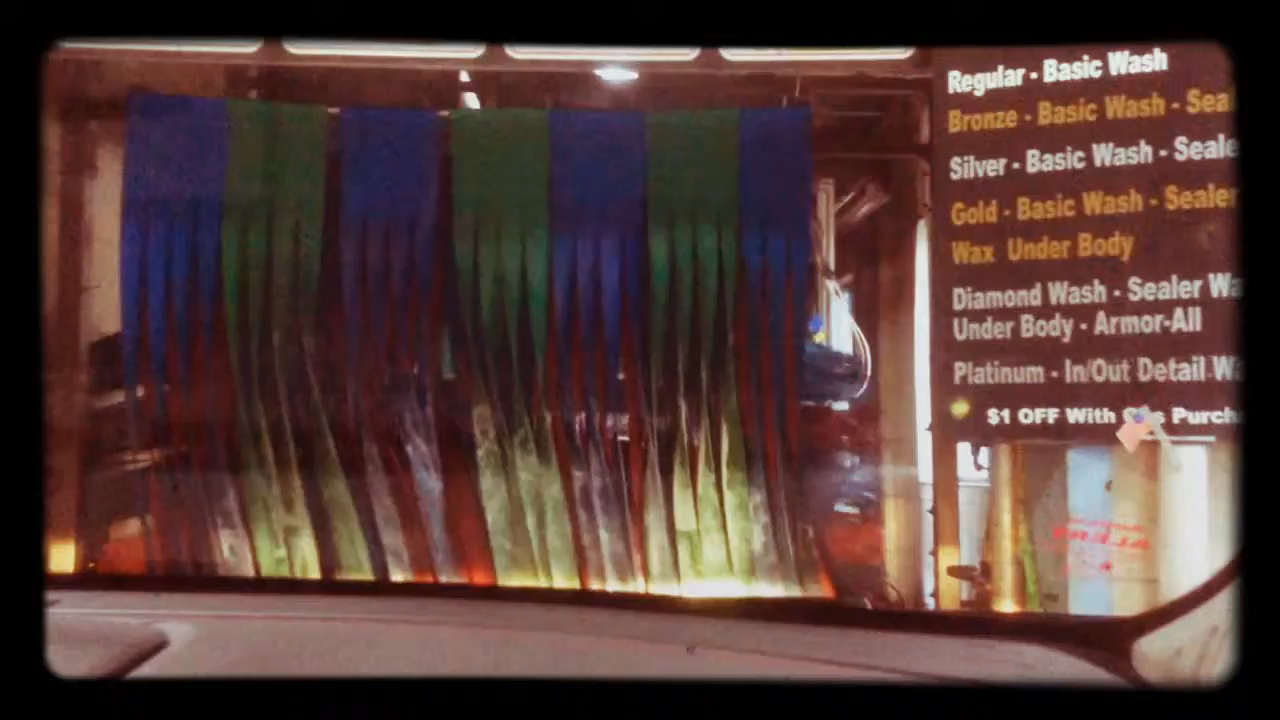 Regular - Basic Wash
Bronze - Basic Wash - Sea
Silver - Basic Wash - Seale
Gold - Basic Wash - Sealer
Wax Under Body
Diamond Wash - Sealer Wa
Under Body - Armor-All
Platinum - In/Out Detail W
$1 OFF With Purch